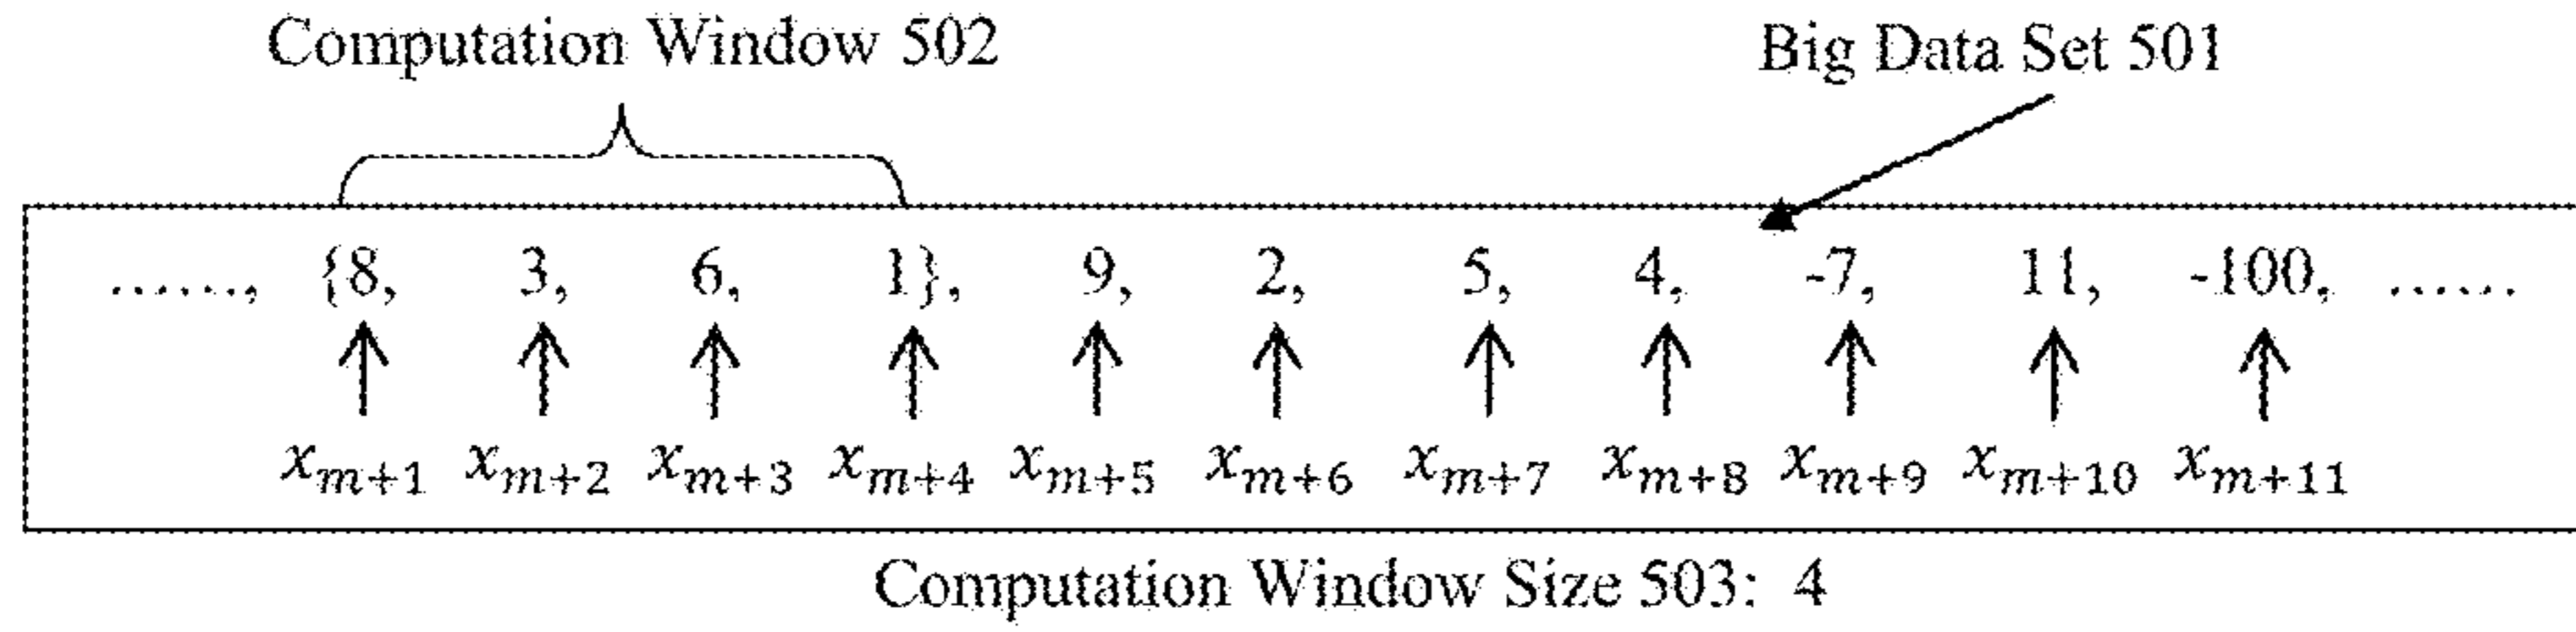 Computation Window 502 Big Data Set 501
……, {8, 3, 6, 1}, 9, 2, 5, 4, -7, 11, -100, ……
xₘ₊₁ xₘ₊₂ xₘ₊₃ xₘ₊₄ xₘ₊₅ xₘ₊₆ xₘ₊₇ xₘ₊₈ xₘ₊₉ xₘ₊₁₀ xₘ₊₁₁
Computation Window Size 503: 4